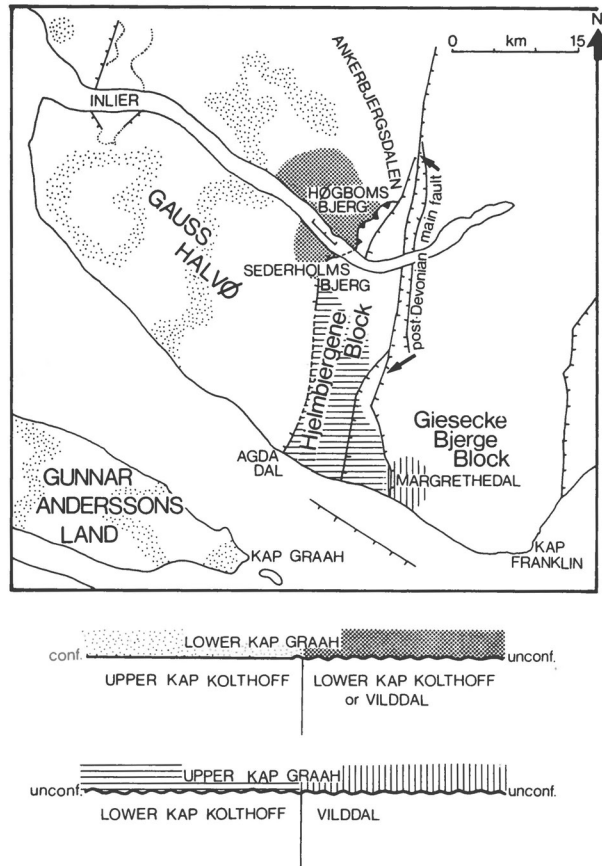 N
0 km 15
ANKERBJERGSDALEN
INLIER
HØGBOMS
BJERG
GAUSS
HALVØ
post-Devonian main fault
SEDERHOLMS
BJERG
Hjelmbjergene
Block
Giesecke
Bjerge
Block
AGDA
DAL
MARGRETHEDAL
GUNNAR
ANDERSSONS
LAND
KAP GRAAH
KAP
FRANKLIN
LOWER KAP GRAAH
conf. unconf.
UPPER KAP KOLTHOFF LOWER KAP KOLTHOFF
or VILDDAL
UPPER KAP GRAAH
unconf. unconf.
LOWER KAP KOLTHOFF VILDDAL